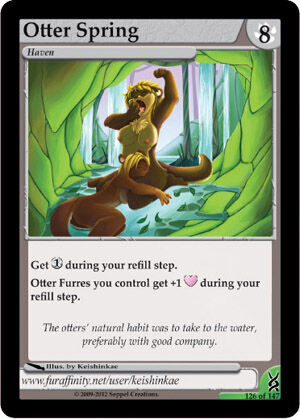 Otter Spring
8
Haven
Get 1 during your refill step.
Otter Furres you control get +1 during your
refill step.
The otters' natural habit was to take to the water,
preferably with good company.
Illus. by Keishinkae
www.furaffinity.net/user/keishinkae
© 2009-2012 Seppel Creations.
126 of 147